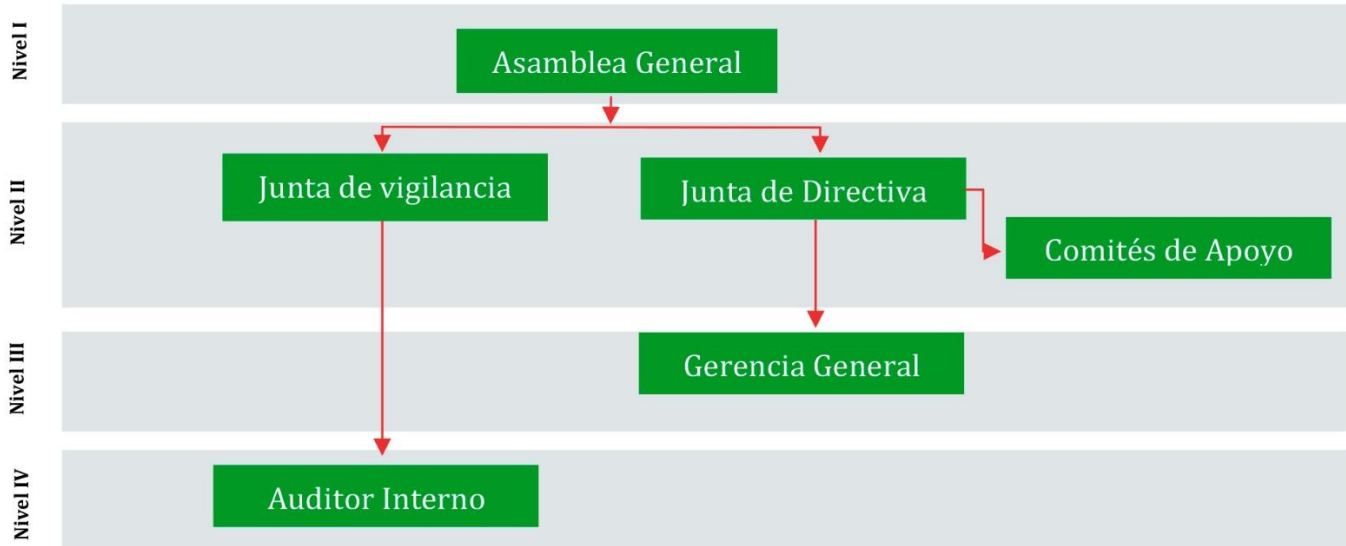 Nivel I
Asamblea General
Nivel II
Junta de vigilancia
Junta de Directiva
Comités de Apoyo
Nivel III
Gerencia General
Nivel IV
Auditor Interno